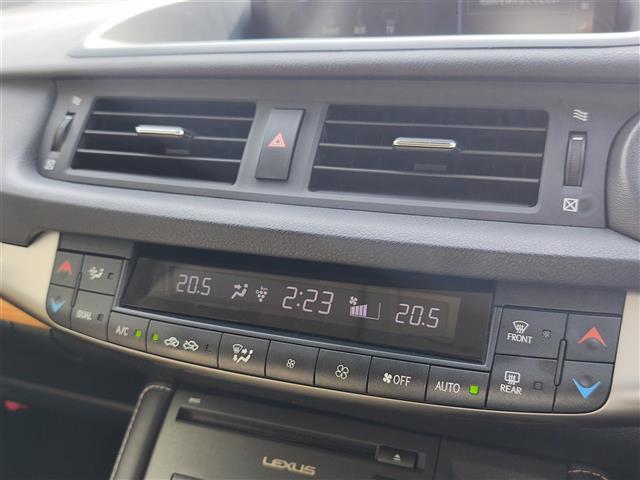 20.5 2:23 20.5
DUAL
A/C
OFF
AUTO
FRONT
REAR
LEXUS